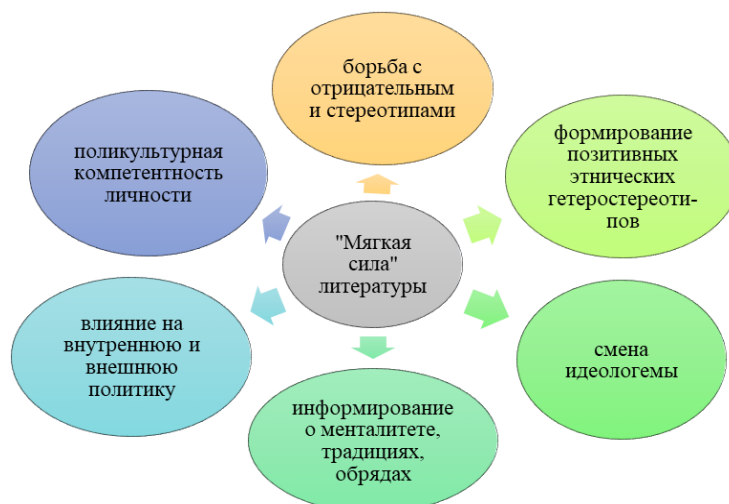 борьба с
отрицательным
и стереотипами
формирование
позитивных
этнических
гетеростереоти-
пов
смена
идеологемы
информирование
о менталитете,
традициях,
обрядах
влияние на
внутреннюю и
внешнюю
политику
поликультурная
компетентность
личности
"Мягкая
сила"
литературы